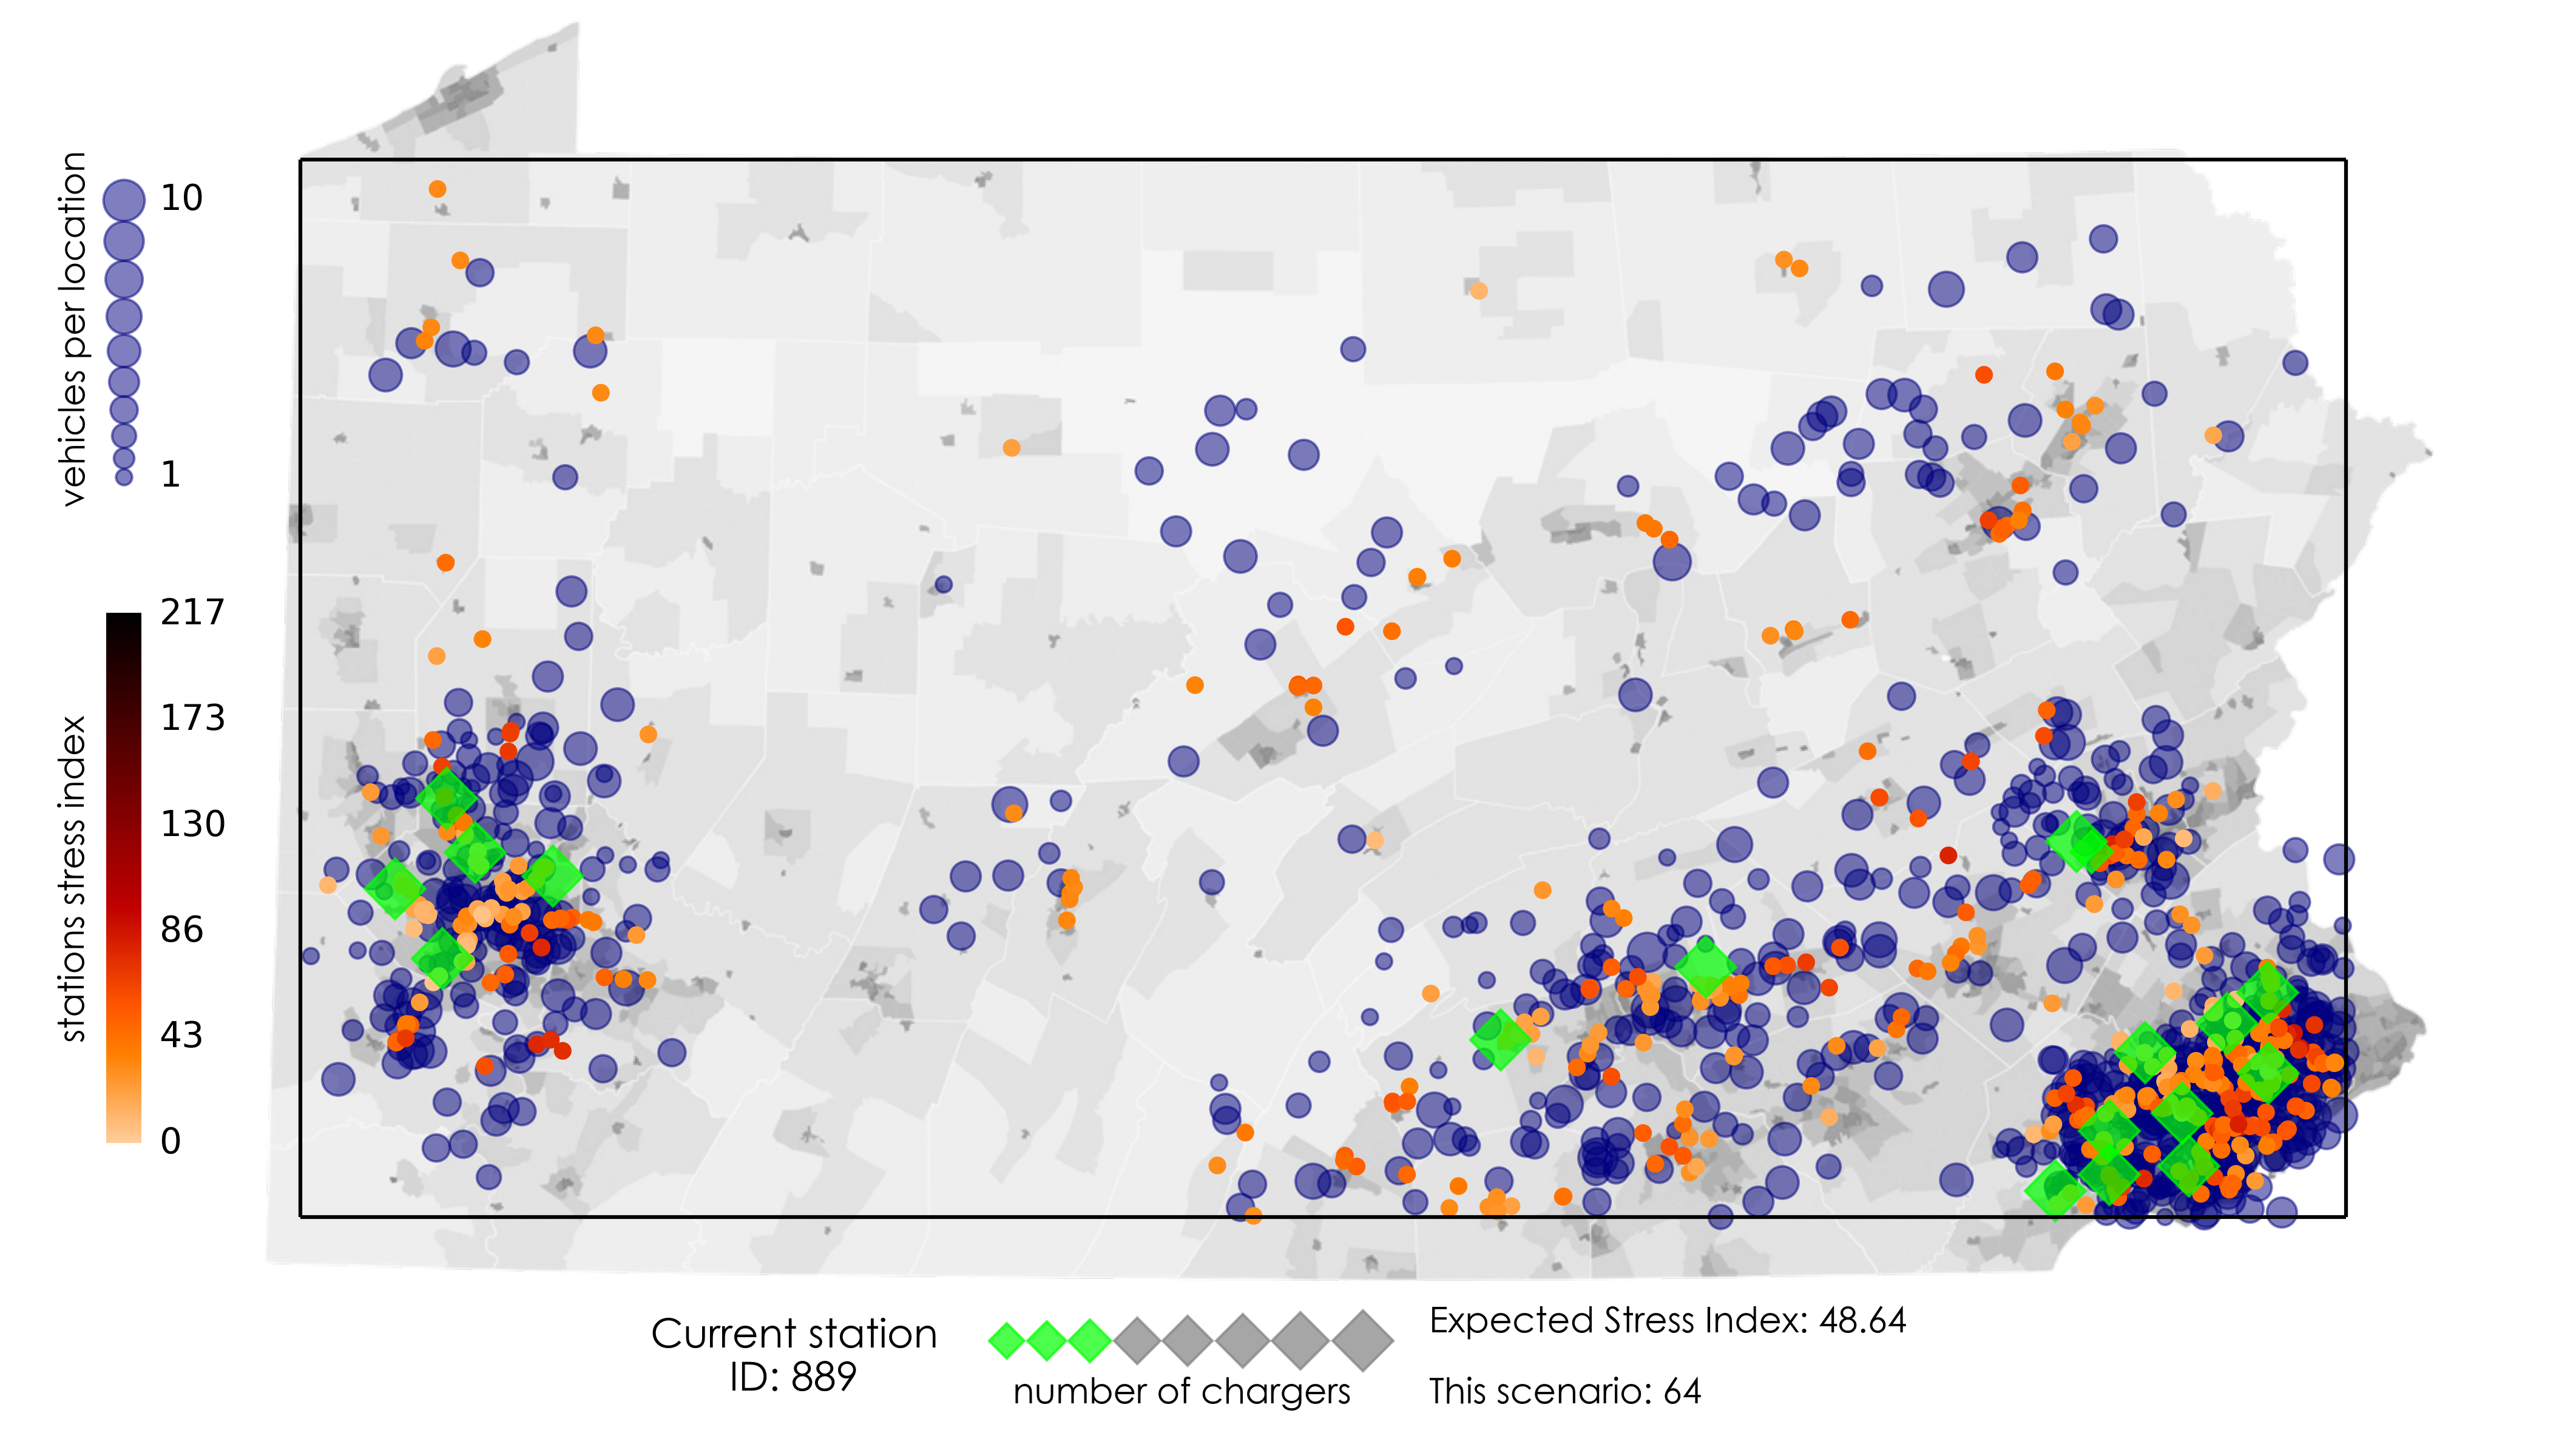 vehicles per location
10
1
stations stress index
217
173
130
86
43
0
Current station
ID: 889
number of chargers
Expected Stress Index: 48.64
This scenario: 64